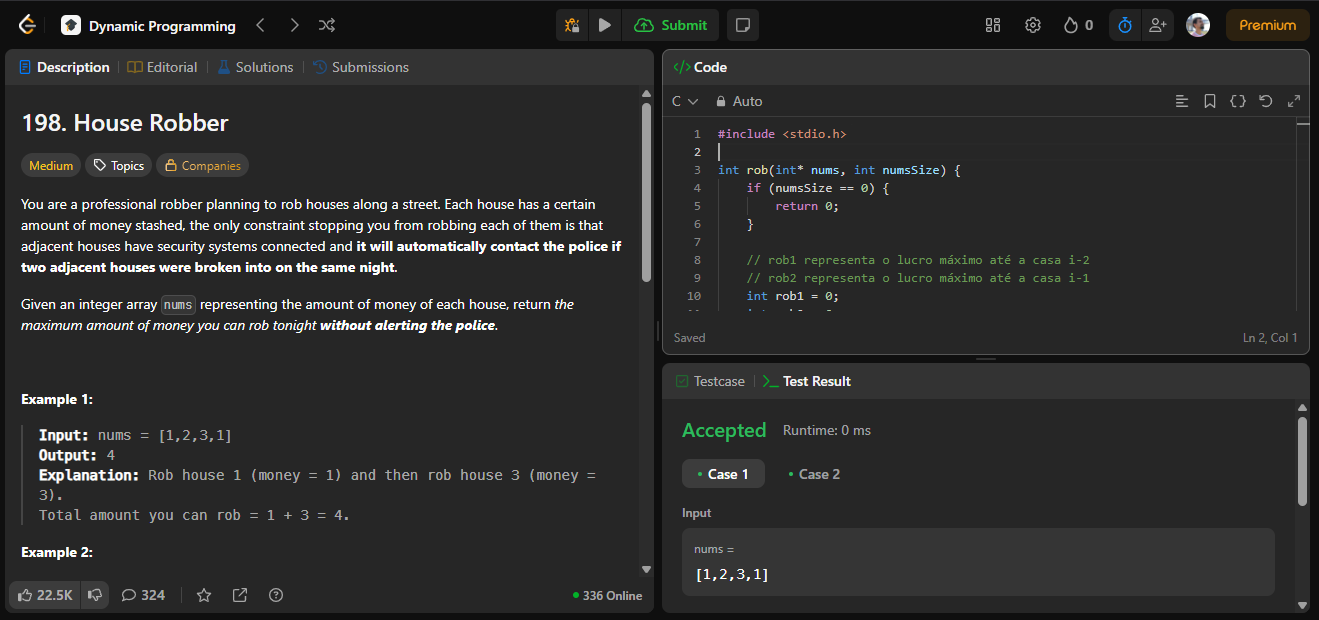 Dynamic Programming
Submit
0
Premium
Description
Editorial
Solutions
Submissions
198. House Robber
Medium
Topics
Companies
You are a professional robber planning to rob houses along a street. Each house has a certain
amount of money stashed, the only constraint stopping you from robbing each of them is that
adjacent houses have security systems connected and it will automatically contact the police if
two adjacent houses were broken into on the same night.
Given an integer array nums representing the amount of money of each house, return the
maximum amount of money you can rob tonight without alerting the police.
Example 1:
Input: nums = [1,2,3,1]
Output: 4
Explanation: Rob house 1 (money = 1) and then rob house 3 (money =
3).
Total amount you can rob = 1 + 3 = 4.
Example 2:
22.5K
324
336 Online
</> Code
C
Auto
1 #include <stdio.h>
2
3 int rob(int* nums, int numsSize) {
4 if (numsSize == 0) {
5 return 0;
6 }
7
8 // rob1 representa o lucro máximo até a casa i-2
9 // rob2 representa o lucro máximo até a casa i-1
10 int rob1 = 0;
Saved
Ln 2, Col 1
Testcase
>_ Test Result
Accepted
Runtime: 0 ms
• Case 1
• Case 2
Input
nums =
[1,2,3,1]